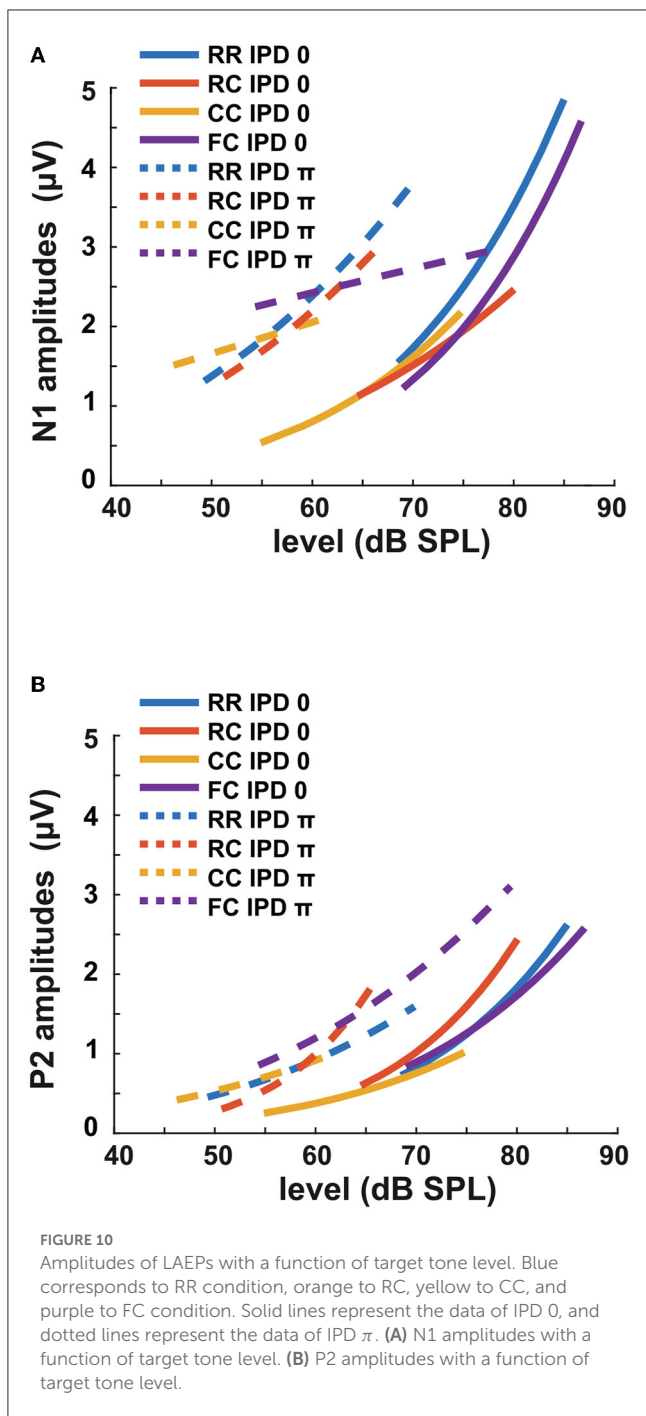 A
RR IPD 0
RC IPD 0
CC IPD 0
FC IPD 0
RR IPD π
RC IPD π
CC IPD π
FC IPD π
N1 amplitudes (µV)
5
4
3
2
1
0
40 50 60 70 80 90
level (dB SPL)
B
RR IPD 0
RC IPD 0
CC IPD 0
FC IPD 0
RR IPD π
RC IPD π
CC IPD π
FC IPD π
P2 amplitudes (µV)
5
4
3
2
1
0
40 50 60 70 80 90
level (dB SPL)
FIGURE 10
Amplitudes of LAEPs with a function of target tone level. Blue
corresponds to RR condition, orange to RC, yellow to CC, and
purple to FC condition. Solid lines represent the data of IPD 0, and
dotted lines represent the data of IPD π. (A) N1 amplitudes with a
function of target tone level. (B) P2 amplitudes with a function of
target tone level.